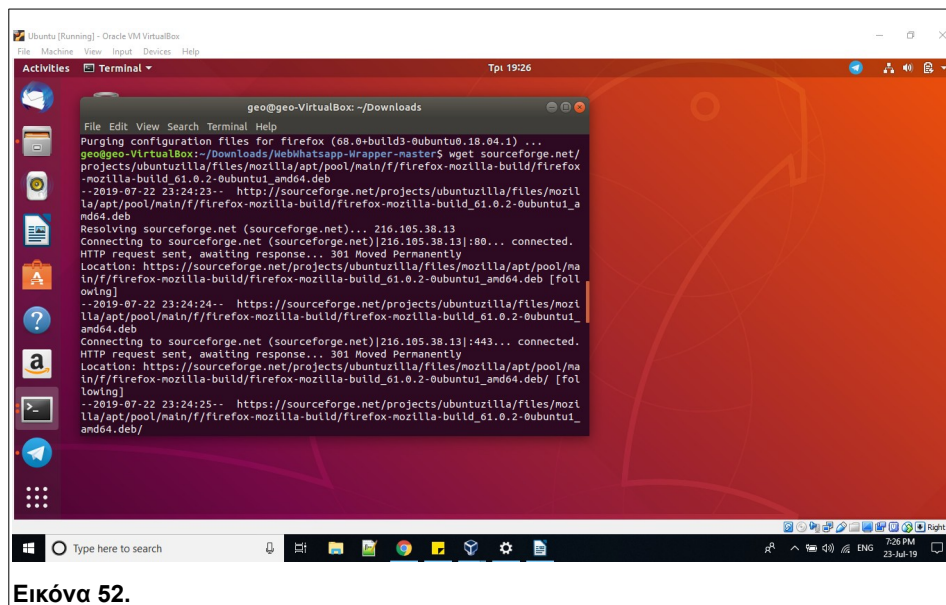 Ubuntu [Running] - Oracle VM VirtualBox
File Machine View Input Devices Help
Activities Terminal Τρι 19:26
geo@geo-VirtualBox: ~/Downloads
File Edit View Search Terminal Help
Purging configuration files for firefox (68.0+build3-0ubuntu0.18.04.1) ...
geo@geo-VirtualBox:~/Downloads/WebWhatsapp-Wrapper-master$ wget sourceforge.net/
projects/ubuntuzilla/files/mozilla/apt/pool/main/f/firefox-mozilla-build/firefox
-mozilla-build_61.0.2-0ubuntu1_amd64.deb
--2019-07-22 23:24:23-- http://sourceforge.net/projects/ubuntuzilla/files/mozil
la/apt/pool/main/f/firefox-mozilla-build/firefox-mozilla-build_61.0.2-0ubuntu1_a
md64.deb
Resolving sourceforge.net (sourceforge.net)... 216.105.38.13
Connecting to sourceforge.net (sourceforge.net)|216.105.38.13|:80... connected.
HTTP request sent, awaiting response... 301 Moved Permanently
Location: https://sourceforge.net/projects/ubuntuzilla/files/mozilla/apt/pool/ma
in/f/firefox-mozilla-build/firefox-mozilla-build_61.0.2-0ubuntu1_amd64.deb [foll
owing]
--2019-07-22 23:24:24-- https://sourceforge.net/projects/ubuntuzilla/files/mozi
lla/apt/pool/main/f/firefox-mozilla-build/firefox-mozilla-build_61.0.2-0ubuntu1_
amd64.deb
Connecting to sourceforge.net (sourceforge.net)|216.105.38.13|:443... connected.
HTTP request sent, awaiting response... 301 Moved Permanently
Location: https://sourceforge.net/projects/ubuntuzilla/files/mozilla/apt/pool/ma
in/f/firefox-mozilla-build/firefox-mozilla-build_61.0.2-0ubuntu1_amd64.deb/ [fol
lowing]
--2019-07-22 23:24:25-- https://sourceforge.net/projects/ubuntuzilla/files/mozi
lla/apt/pool/main/f/firefox-mozilla-build/firefox-mozilla-build_61.0.2-0ubuntu1_
amd64.deb/
Right
Type here to search
ENG
7:26 PM
23-Jul-19
Εικόνα 52.